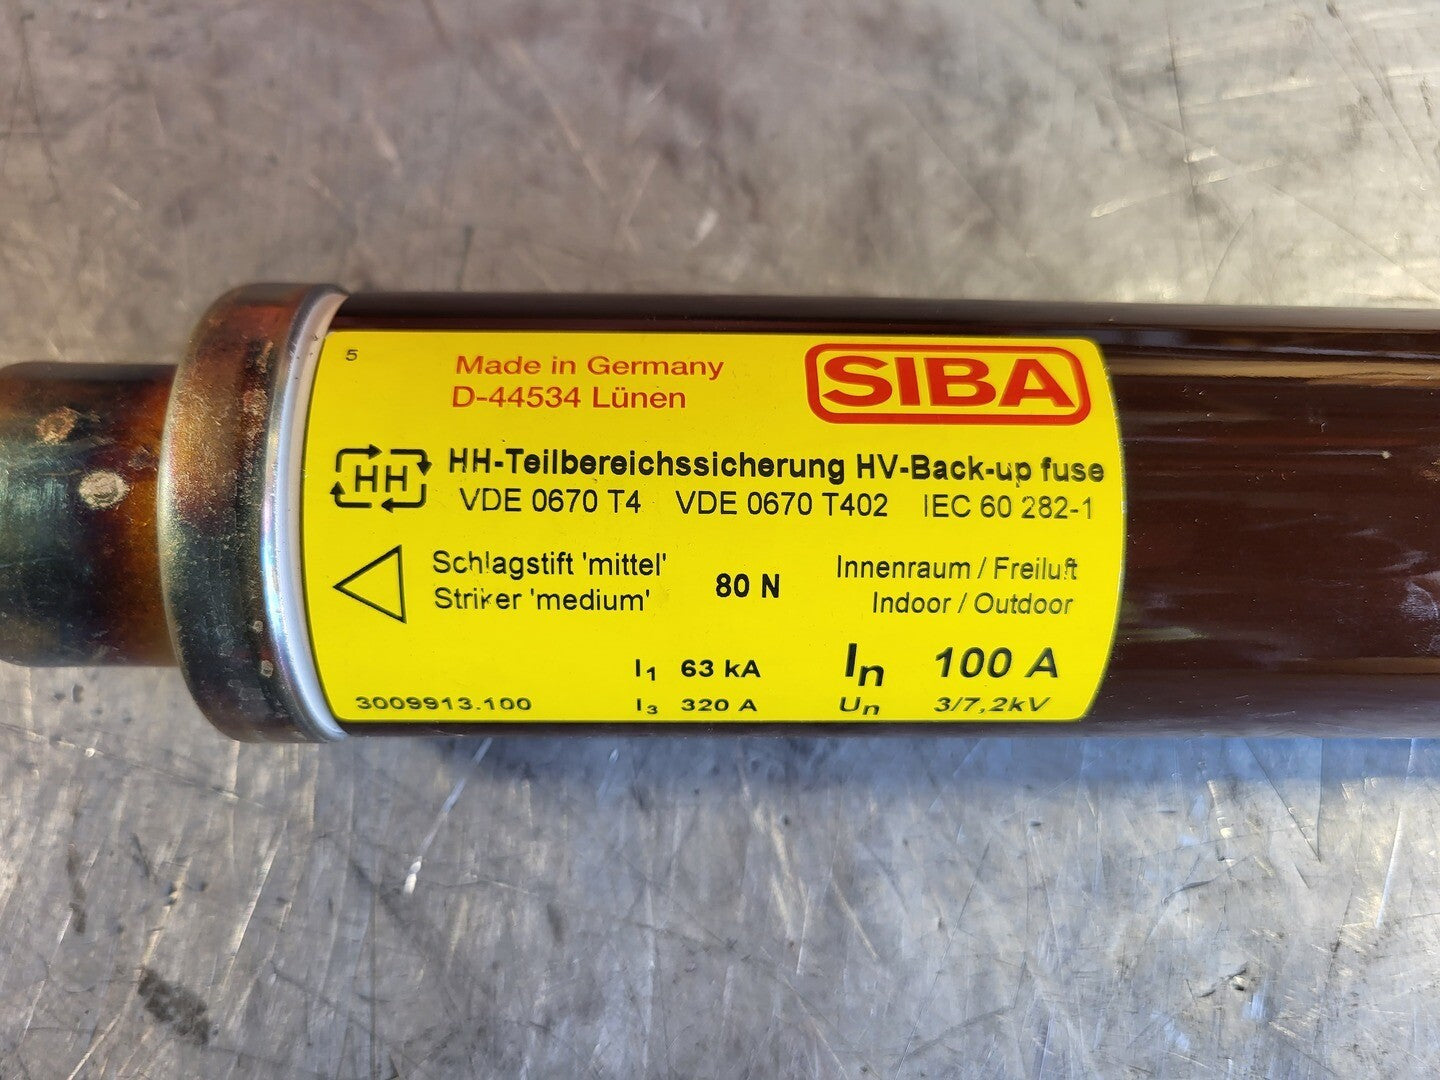 5
Made in Germany
D-44534 Lünen
SIBA
HH
HH-Teilbereichssicherung HV-Back-up fuse
VDE 0670 T4 VDE 0670 T402 IEC 60 282-1
Schlagstift 'mittel'
Striker 'medium'
80 N
Innenraum / Freiluft
Indoor / Outdoor
I1 63 kA
In 100 A
3009913.100
I3 320 A
Un 3/7,2kV